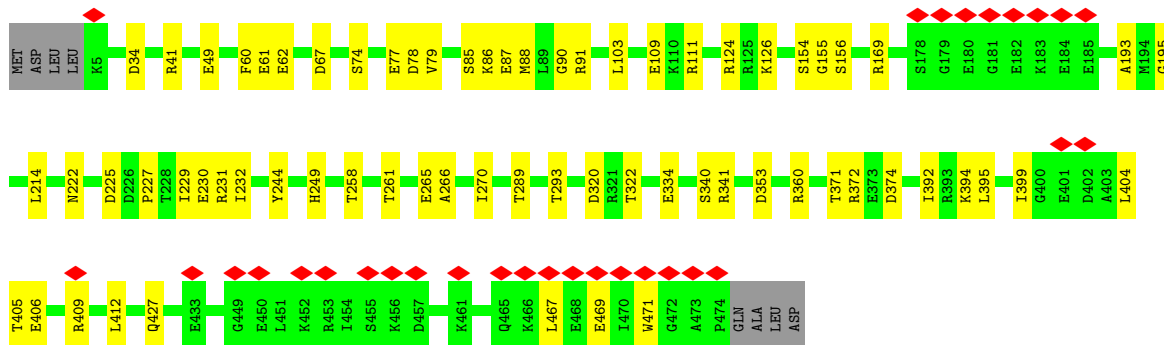 MET ASP LEU LEU K5 D34 R41 E49 F60 E61 E62 D67 S74 E77 D78 V79 S85 K86 E87 M88 L89 G90 R91 L103 E109 K110 R111 R124 R125 K126 S154 G155 S156 R169 S178 G179 E180 G181 E182 K183 E184 E185 A193 M194 G195
L214 N222 D225 D226 P227 T228 I229 E230 R231 I232 Y244 H249 T258 T261 E265 A266 I270 T289 T293 D320 R321 T322 E334 S340 R341 D353 R360 T371 R372 E373 D374 I392 R393 K394 L395 I399 G400 E401 D402 A403 L404
T405 E406 R409 L412 Q427 E433 G449 E450 L451 K452 R453 I454 S455 K456 D457 K461 Q465 K466 L467 E468 E469 I470 W471 G472 A473 P474 GLN ALA LEU ASP